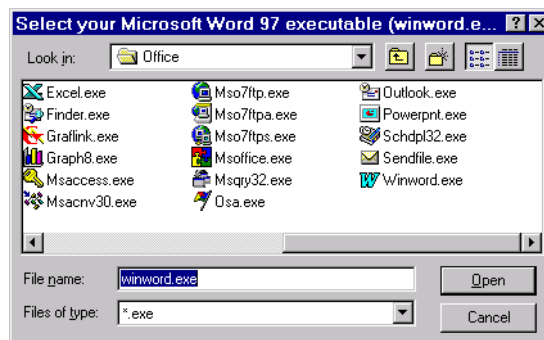 Select your Microsoft Word 97 executable (winword.e...
Look in: Office
Excel.exe Mso7ftp.exe Outlook.exe
Finder.exe Mso7ftpa.exe Powerpnt.exe
Graflink.exe Mso7ftps.exe Schdpl32.exe
Graph8.exe Msoffice.exe Sendfile.exe
Msaccess.exe Msqry32.exe Winword.exe
Msacnv30.exe Osa.exe
File name: winword.exe Open
Files of type: *.exe Cancel